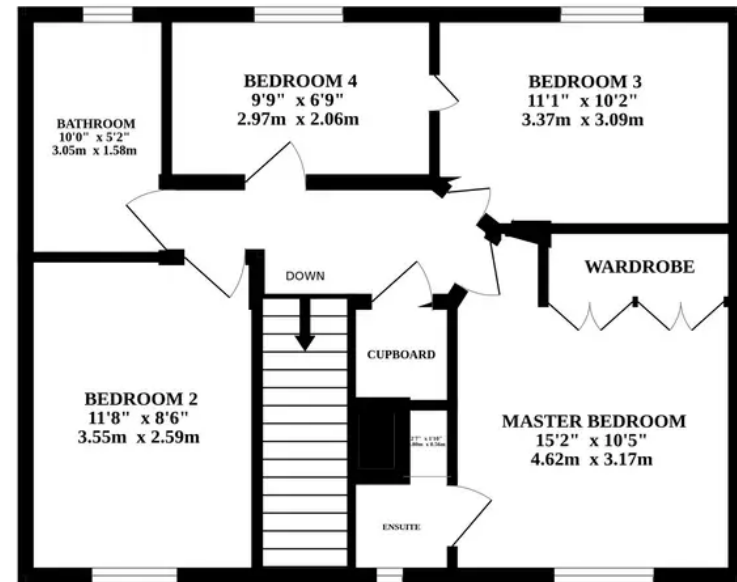 BATHROOM
10'0" x 5'2"
3.05m x 1.58m
BEDROOM 4
9'9" x 6'9"
2.97m x 2.06m
BEDROOM 3
11'1" x 10'2"
3.37m x 3.09m
WARDROBE
DOWN
CUPBOARD
BEDROOM 2
11'8" x 8'6"
3.55m x 2.59m
MASTER BEDROOM
15'2" x 10'5"
4.62m x 3.17m
ENSUITE